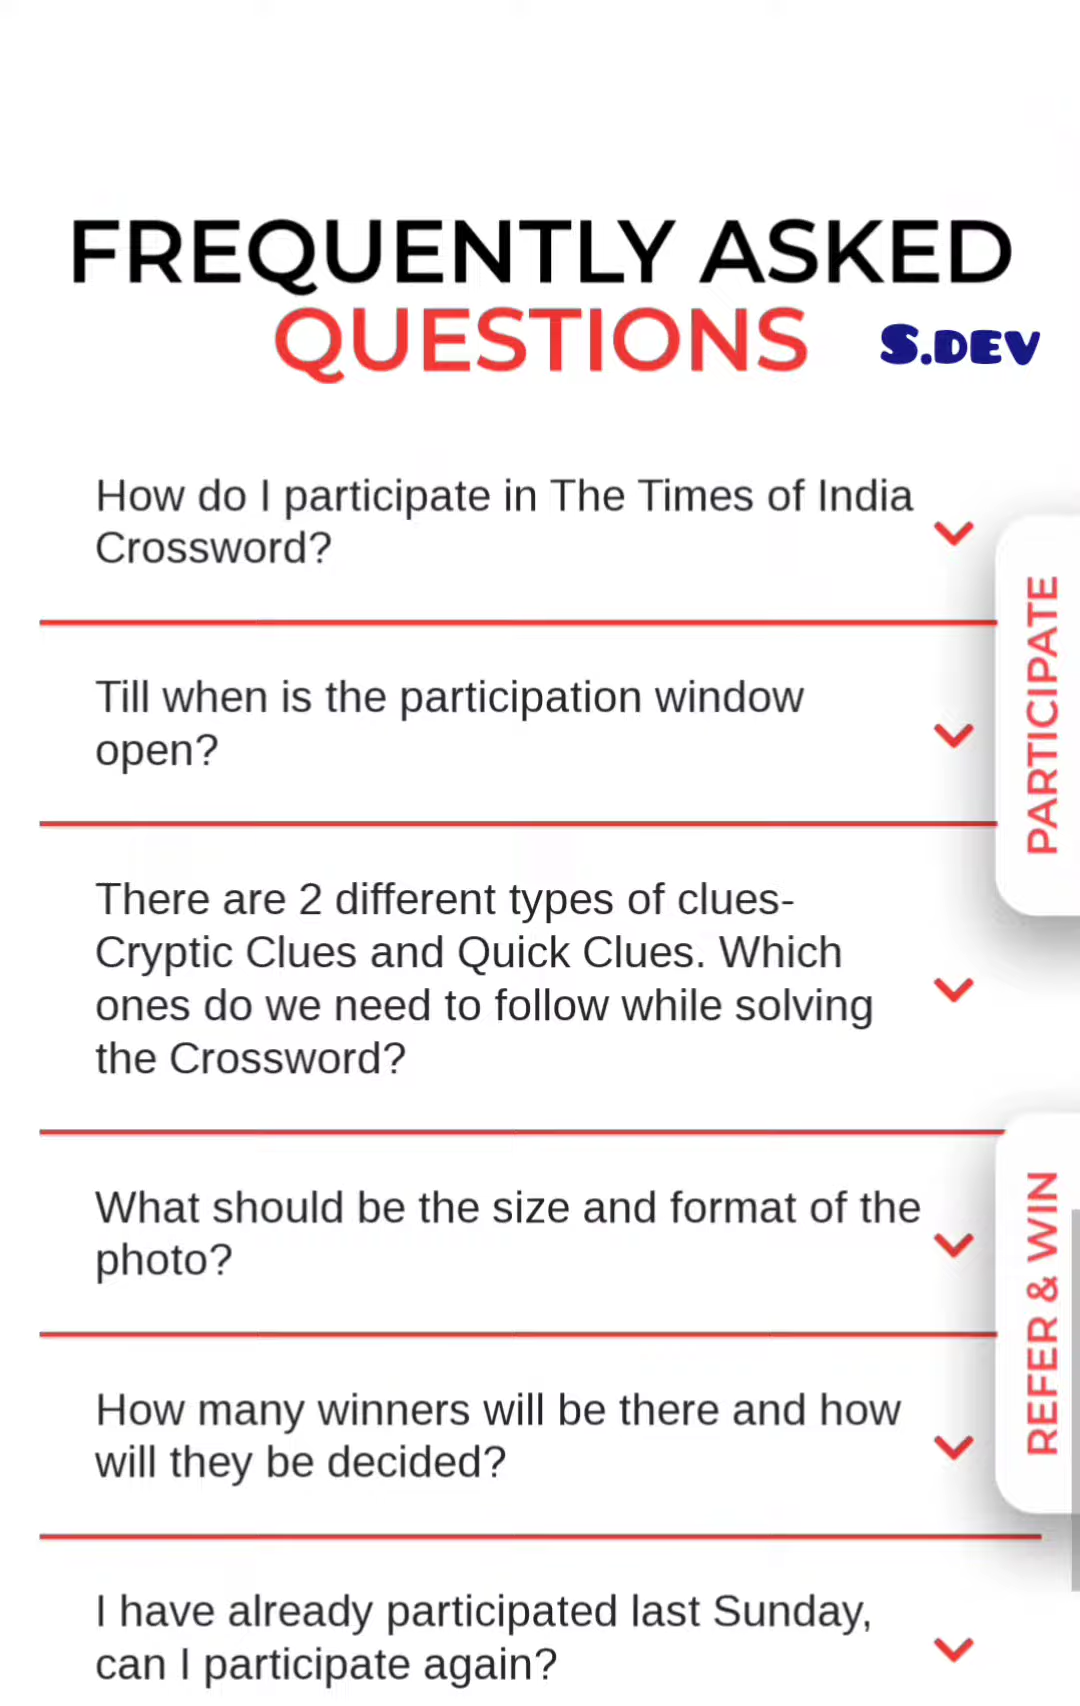 FREQUENTLY ASKED
QUESTIONS
S.DEV
How do I participate in The Times of India
Crossword?
Till when is the participation window
open?
There are 2 different types of clues-
Cryptic Clues and Quick Clues. Which
ones do we need to follow while solving
the Crossword?
What should be the size and format of the
photo?
How many winners will be there and how
will they be decided?
I have already participated last Sunday,
can I participate again?
PARTICIPATE
REFER & WIN